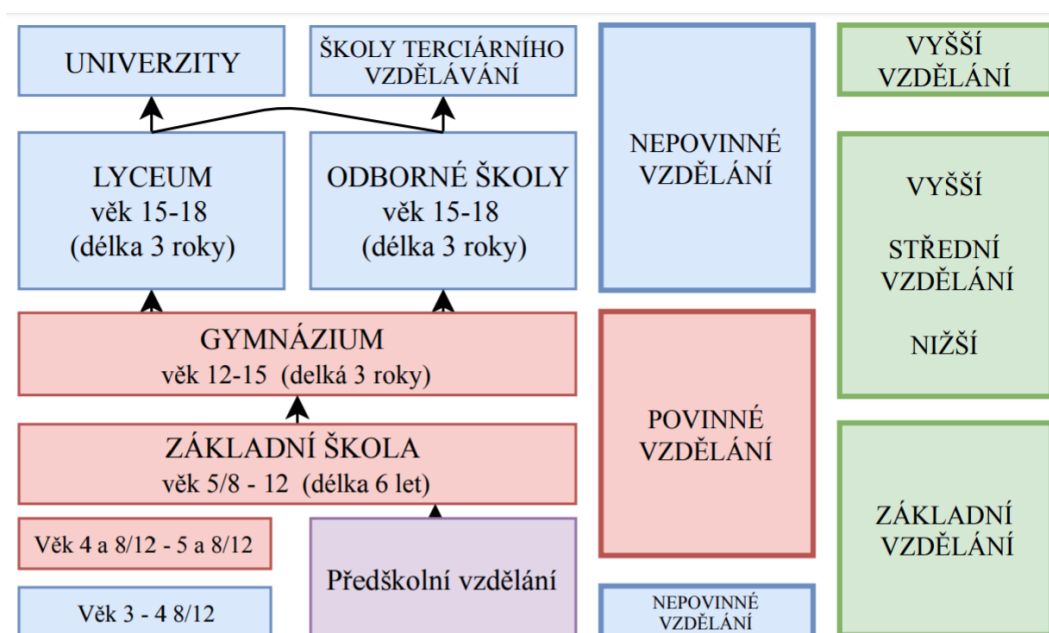 UNIVERZITY
ŠKOLY TERCIÁRNÍHO
VZDĚLÁVÁNÍ
LYCEUM
věk 15-18
(délka 3 roky)
ODBORNÉ ŠKOLY
věk 15-18
(délka 3 roky)
GYMNÁZIUM
věk 12-15 (delká 3 roky)
ZÁKLADNÍ ŠKOLA
věk 5/8 - 12 (délka 6 let)
Věk 4 a 8/12 - 5 a 8/12
Věk 3 - 4 8/12
Předškolní vzdělání
NEPOVINNÉ
VZDĚLÁNÍ
POVINNÉ
VZDĚLÁNÍ
NEPOVINNÉ
VZDĚLÁNÍ
VYŠŠÍ
VZDĚLÁNÍ
VYŠŠÍ
STŘEDNÍ
VZDĚLÁNÍ
NIŽŠÍ
ZÁKLADNÍ
VZDĚLÁNÍ